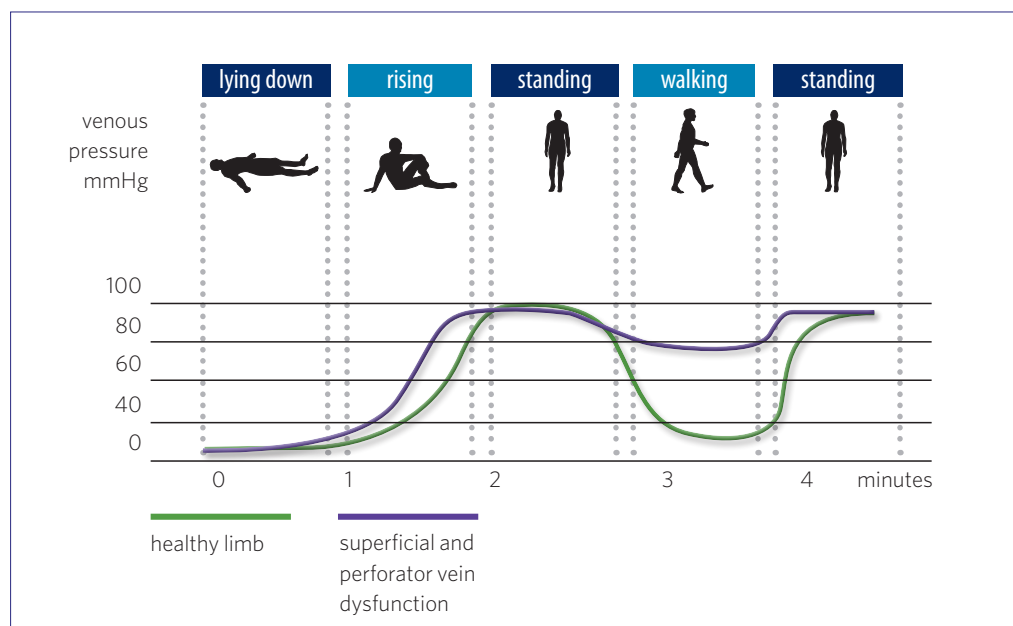 lying down rising standing walking standing
venous
pressure
mmHg
100
80
60
40
0
0 1 2 3 4 minutes
healthy limb
superficial and
perforator vein
dysfunction